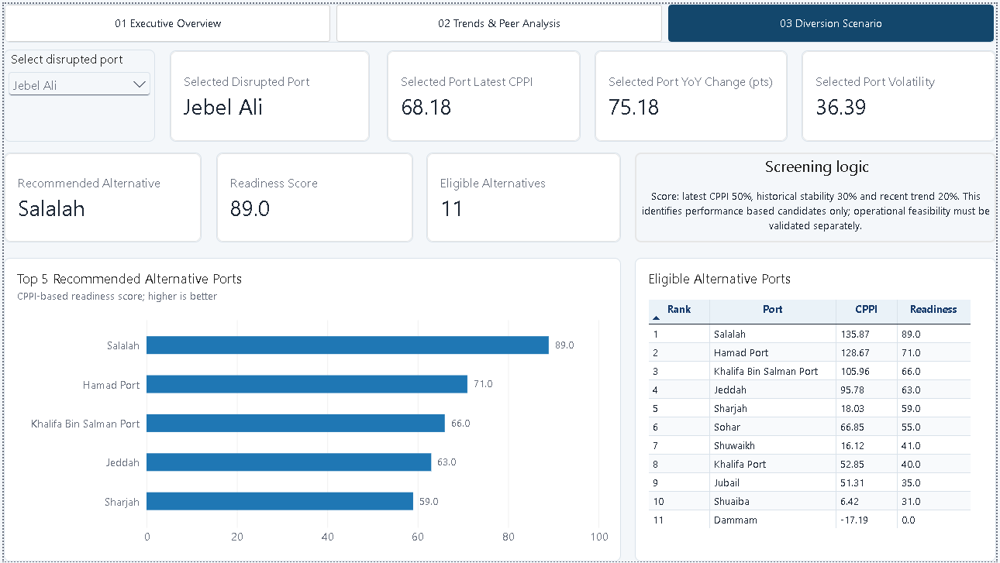 01 Executive Overview
02 Trends & Peer Analysis
03 Diversion Scenario
Select disrupted port
Jebel Ali
Selected Disrupted Port
Jebel Ali
Selected Port Latest CPPI
68.18
Selected Port YoY Change (pts)
75.18
Selected Port Volatility
36.39
Recommended Alternative
Salalah
Readiness Score
89.0
Eligible Alternatives
11
Screening logic
Score: latest CPPI 50%, historical stability 30% and recent trend 20%. This
identifies performance based candidates only; operational feasibility must be
validated separately.
Top 5 Recommended Alternative Ports
CPPI-based readiness score; higher is better
Salalah 89.0
Hamad Port 71.0
Khalifa Bin Salman Port 66.0
Jeddah 63.0
Sharjah 59.0
0 20 40 60 80 100
Eligible Alternative Ports
Rank Port CPPI Readiness
1 Salalah 135.87 89.0
2 Hamad Port 128.67 71.0
3 Khalifa Bin Salman Port 105.96 66.0
4 Jeddah 95.78 63.0
5 Sharjah 18.03 59.0
6 Sohar 66.85 55.0
7 Shuwaikh 16.12 41.0
8 Khalifa Port 52.85 40.0
9 Jubail 51.31 35.0
10 Shuaiba 6.42 31.0
11 Dammam -17.19 0.0